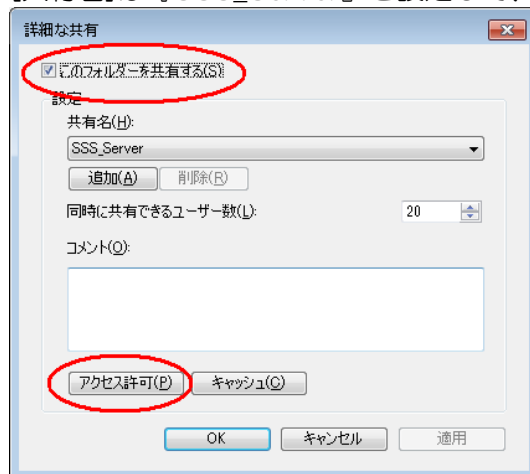 詳細な共有
このフォルダーを共有する(S)
設定
共有名(H):
SSS_Server
追加(A) 削除(R)
同時に共有できるユーザー数(L): 20
コメント(O):
アクセス許可(P) キャッシュ(C)
OK キャンセル 適用